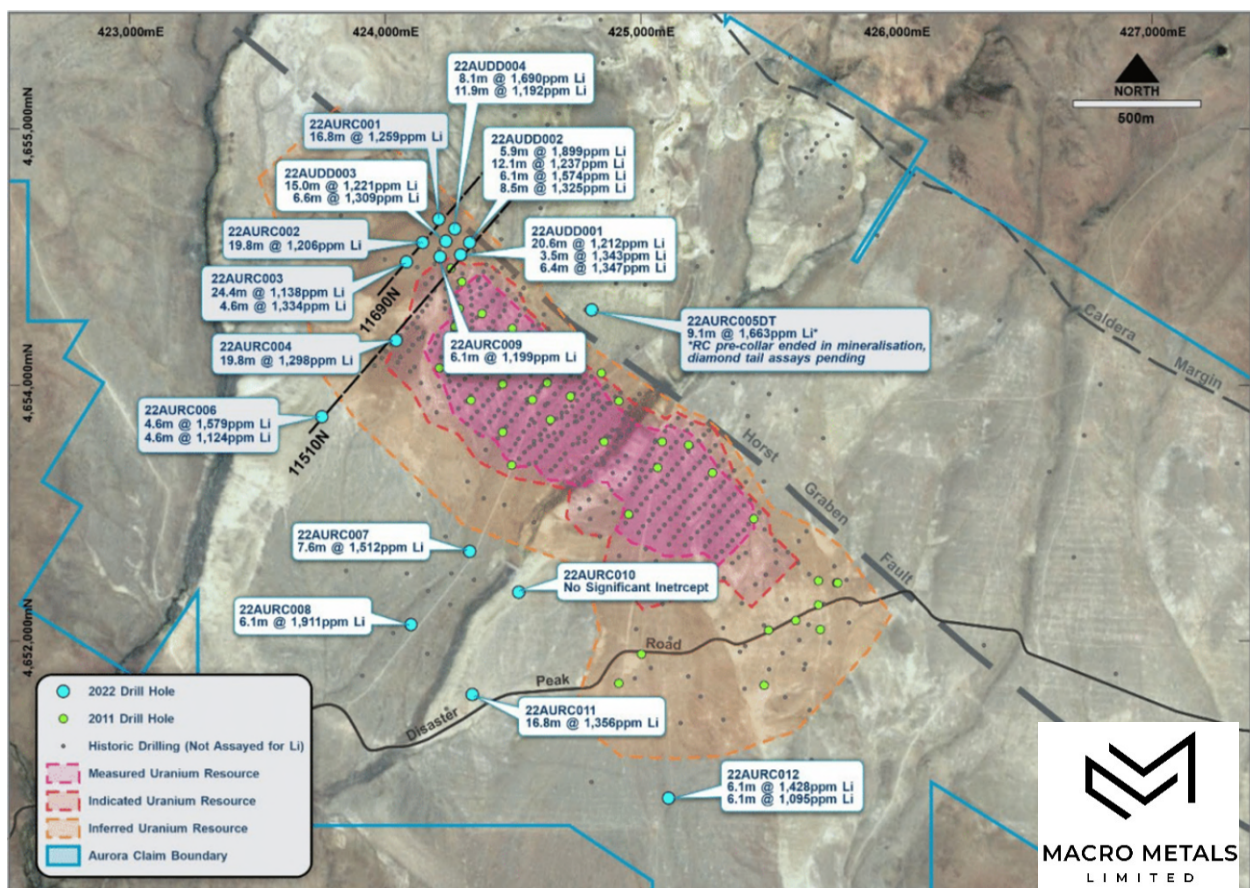 423,000mE
424,000mE
425,000mE
426,000mE
427,000mE
4,655,000mN
4,654,000mN
4,652,000mN
NORTH
500m
22AUDD004
8.1m @ 1,690ppm Li
11.9m @ 1,192ppm Li
22AURC001
16.8m @ 1,259ppm Li
22AUDD002
5.9m @ 1,899ppm Li
12.1m @ 1,237ppm Li
6.1m @ 1,574ppm Li
8.5m @ 1,325ppm Li
22AUDD003
15.0m @ 1,221ppm Li
6.6m @ 1,309ppm Li
22AURC002
19.8m @ 1,206ppm Li
22AUDD001
20.6m @ 1,212ppm Li
3.5m @ 1,343ppm Li
6.4m @ 1,347ppm Li
22AURC003
24.4m @ 1,138ppm Li
4.6m @ 1,334ppm Li
11690N
22AURC004
19.8m @ 1,298ppm Li
22AURC009
6.1m @ 1,199ppm Li
22AURC005DT
9.1m @ 1,663ppm Li*
*RC pre-collar ended in mineralisation,
diamond tail assays pending
Caldera
Margin
22AURC006
4.6m @ 1,579ppm Li
4.6m @ 1,124ppm Li
11510N
Horst
Graben
Fault
22AURC007
7.6m @ 1,512ppm Li
22AURC010
No Significant Inetrcept
22AURC008
6.1m @ 1,911ppm Li
Disaster
Peak
Road
22AURC011
16.8m @ 1,356ppm Li
22AURC012
6.1m @ 1,428ppm Li
6.1m @ 1,095ppm Li
2022 Drill Hole
2011 Drill Hole
Historic Drilling (Not Assayed for Li)
Measured Uranium Resource
Indicated Uranium Resource
Inferred Uranium Resource
Aurora Claim Boundary
MACRO METALS
LIMITED